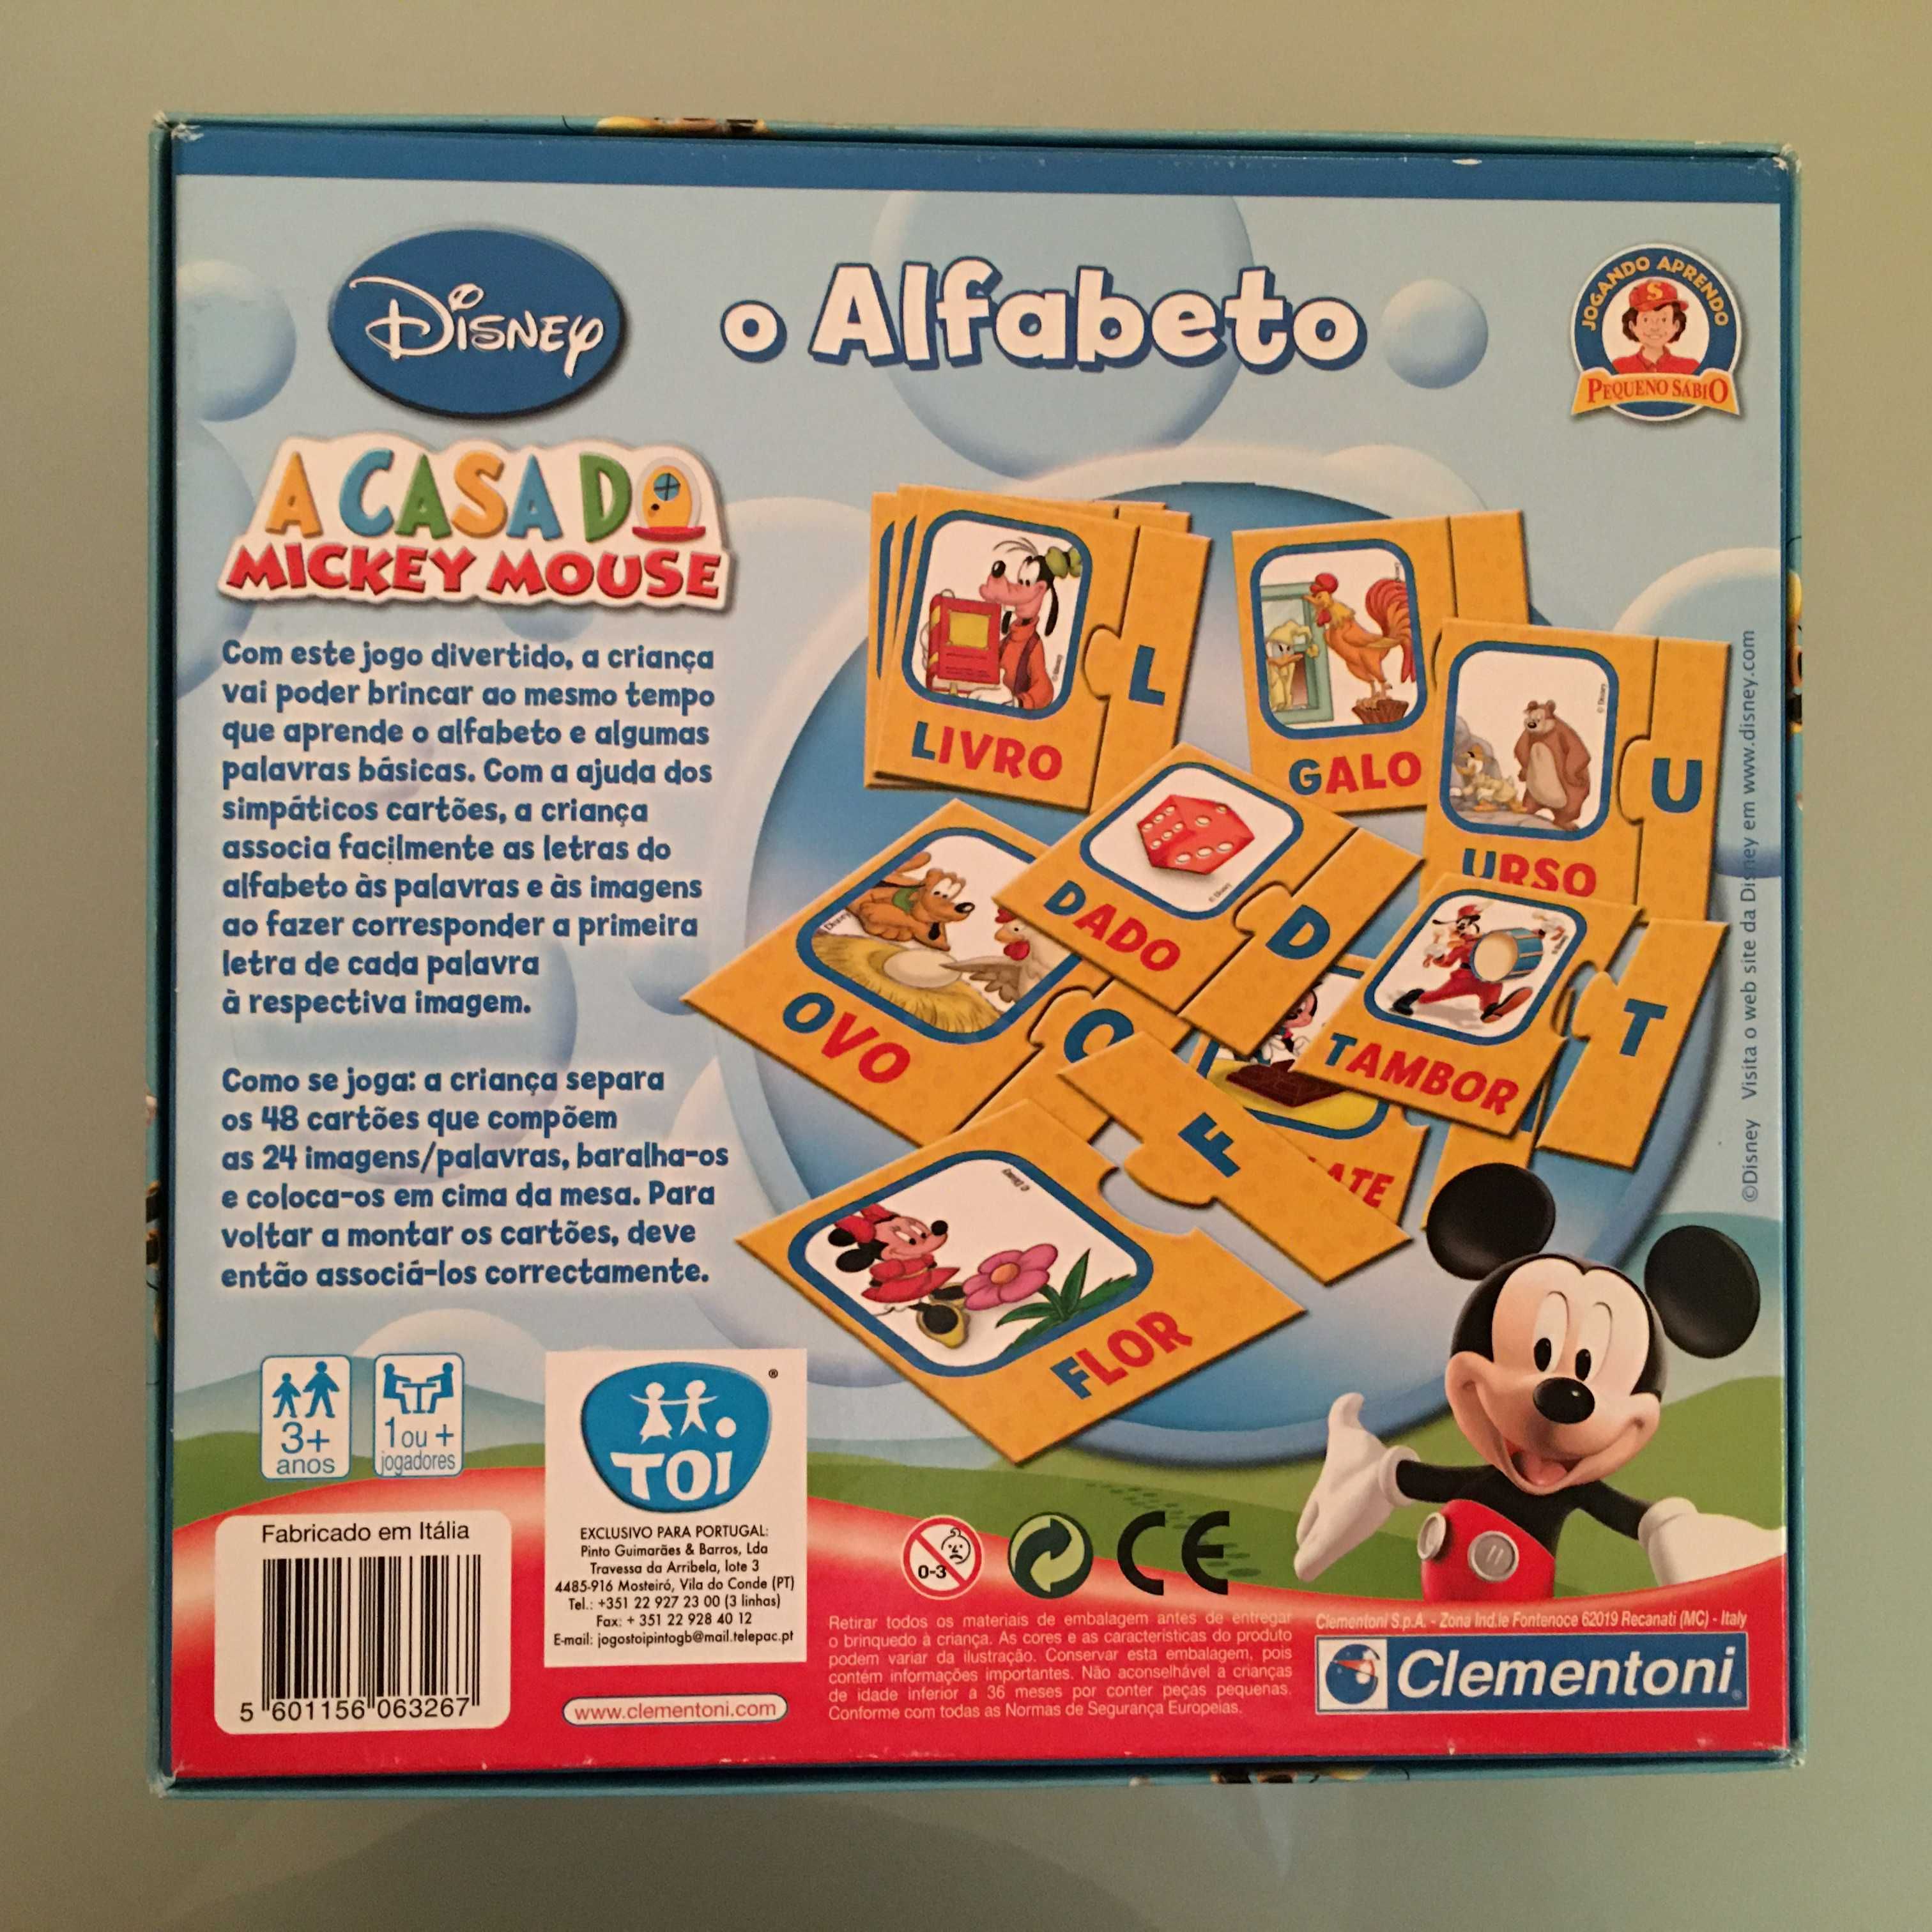 Disney
o Alfabeto
JOGANDO APRENDO
S
PEQUENO SÁBIO
A CASA DO
MICKEY MOUSE
Com este jogo divertido, a criança
vai poder brincar ao mesmo tempo
que aprende o alfabeto e algumas
palavras básicas. Com a ajuda dos
simpáticos cartões, a criança
associa facilmente as letras do
alfabeto às palavras e às imagens
ao fazer corresponder a primeira
letra de cada palavra
à respectiva imagem.
Como se joga: a criança separa
os 48 cartões que compõem
as 24 imagens/palavras, baralha-os
e coloca-os em cima da mesa. Para
voltar a montar os cartões, deve
então associá-los correctamente.
LIVRO
L
GALO
URSO
U
DADO
D
OVO
O
TAMBOR
T
F
ATE
FLOR
©Disney Visita o web site da Disney em www.disney.com
3+
anos
1 ou +
jogadores
TOi
®
EXCLUSIVO PARA PORTUGAL:
Pinto Guimarães & Barros, Lda
Travessa da Arribela, lote 3
4485-916 Mosteiró, Vila do Conde (PT)
Tel.: +351 22 927 23 00 (3 linhas)
Fax: + 351 22 928 40 12
E-mail: jogostoipintogb@mail.telepac.pt
Fabricado em Itália
5 601156 063267
www.clementoni.com
0-3
CE
Retirar todos os materiais de embalagem antes de entregar
o brinquedo à criança. As cores e as características do produto
podem variar da ilustração. Conservar esta embalagem, pois
contém informações importantes. Não aconselhável a crianças
de idade inferior a 36 meses por conter peças pequenas.
Conforme com todas as Normas de Segurança Europeias.
Clementoni S.p.A. - Zona Ind.le Fontenoce 62019 Recanati (MC) - Italy
Clementoni